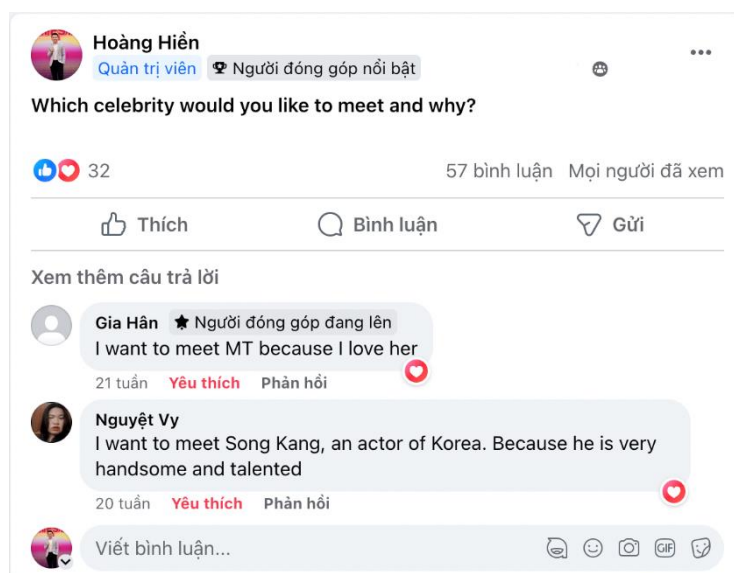 Hoàng Hiền
Quản trị viên Người đóng góp nổi bật
Which celebrity would you like to meet and why?
32 57 bình luận Mọi người đã xem
Thích Bình luận Gửi
Xem thêm câu trả lời
Gia Hân Người đóng góp đang lên
I want to meet MT because I love her
21 tuần Yêu thích Phản hồi
Nguyệt Vy
I want to meet Song Kang, an actor of Korea. Because he is very
handsome and talented
20 tuần Yêu thích Phản hồi
Viết bình luận... GIF